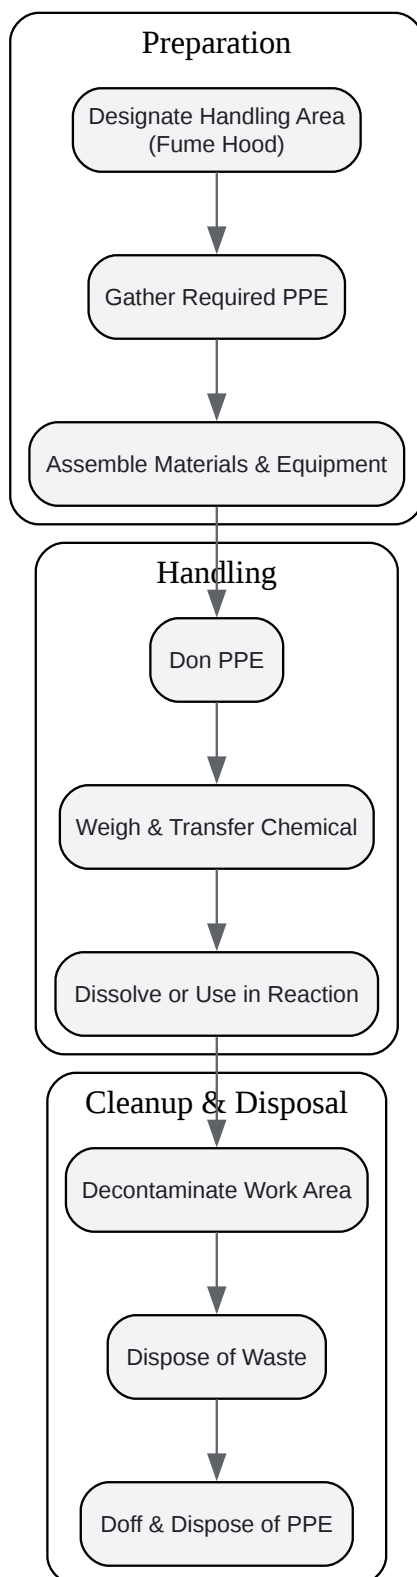 Preparation
Designate Handling Area
(Fume Hood)
Gather Required PPE
Assemble Materials & Equipment
Handling
Don PPE
Weigh & Transfer Chemical
Dissolve or Use in Reaction
Cleanup & Disposal
Decontaminate Work Area
Dispose of Waste
Doff & Dispose of PPE